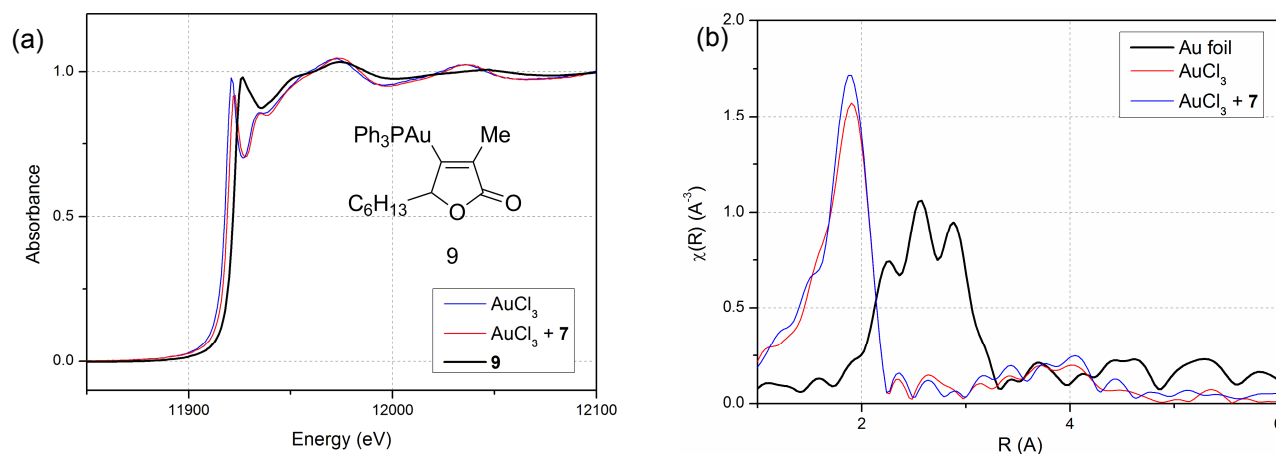 (a)
1.0
0.5
0.0
Absorbance
11900
12000
12100
Energy (eV)
Ph₃PAu
Me
C₆H₁₃
O
O
9
AuCl₃
AuCl₃ + 7
9
(b)
2.0
1.5
1.0
0.5
0.0
χ(R) (A⁻³)
2
4
6
R (A)
Au foil
AuCl₃
AuCl₃ + 7